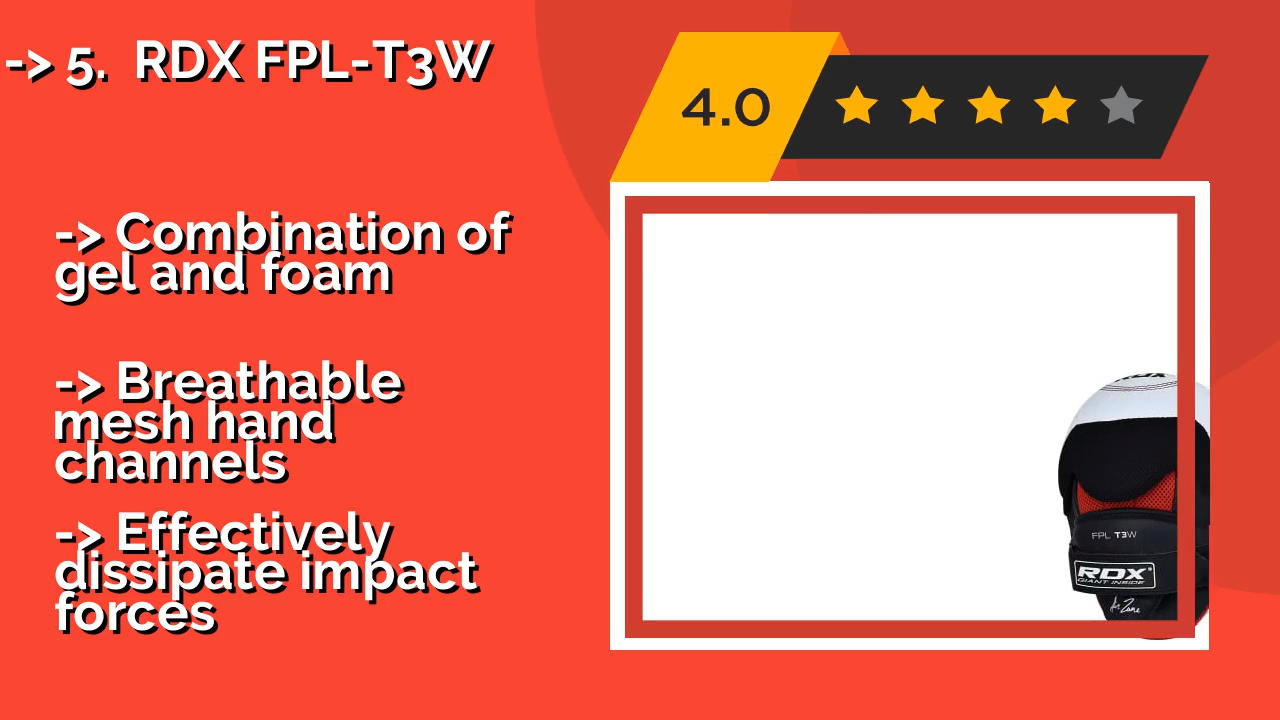 -> 5. RDX FPL-T3W
4.0
-> Combination of
gel and foam
-> Breathable
mesh hand
channels
-> Effectively
dissipate impact
forces
FPL T3W
RDX
GIANT INSIDE